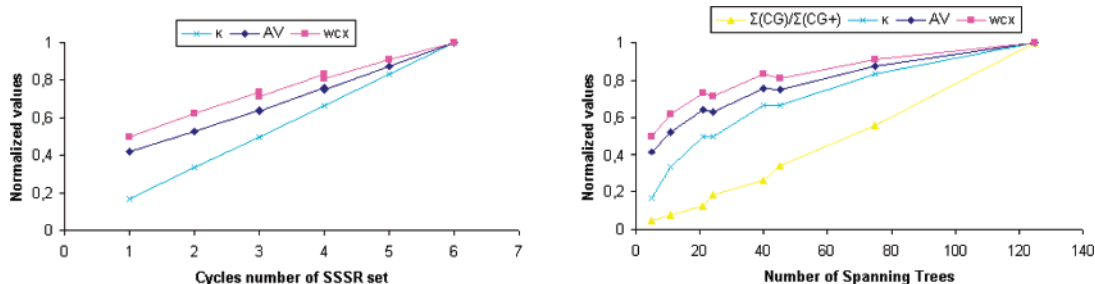 κ AV wcx
Normalized values
1
0,8
0,6
0,4
0,2
0
0 1 2 3 4 5 6 7
Cycles number of SSSR set
Σ(CG)/Σ(CG+) κ AV wcx
Normalized values
1
0,8
0,6
0,4
0,2
0
0 20 40 60 80 100 120 140
Number of Spanning Trees